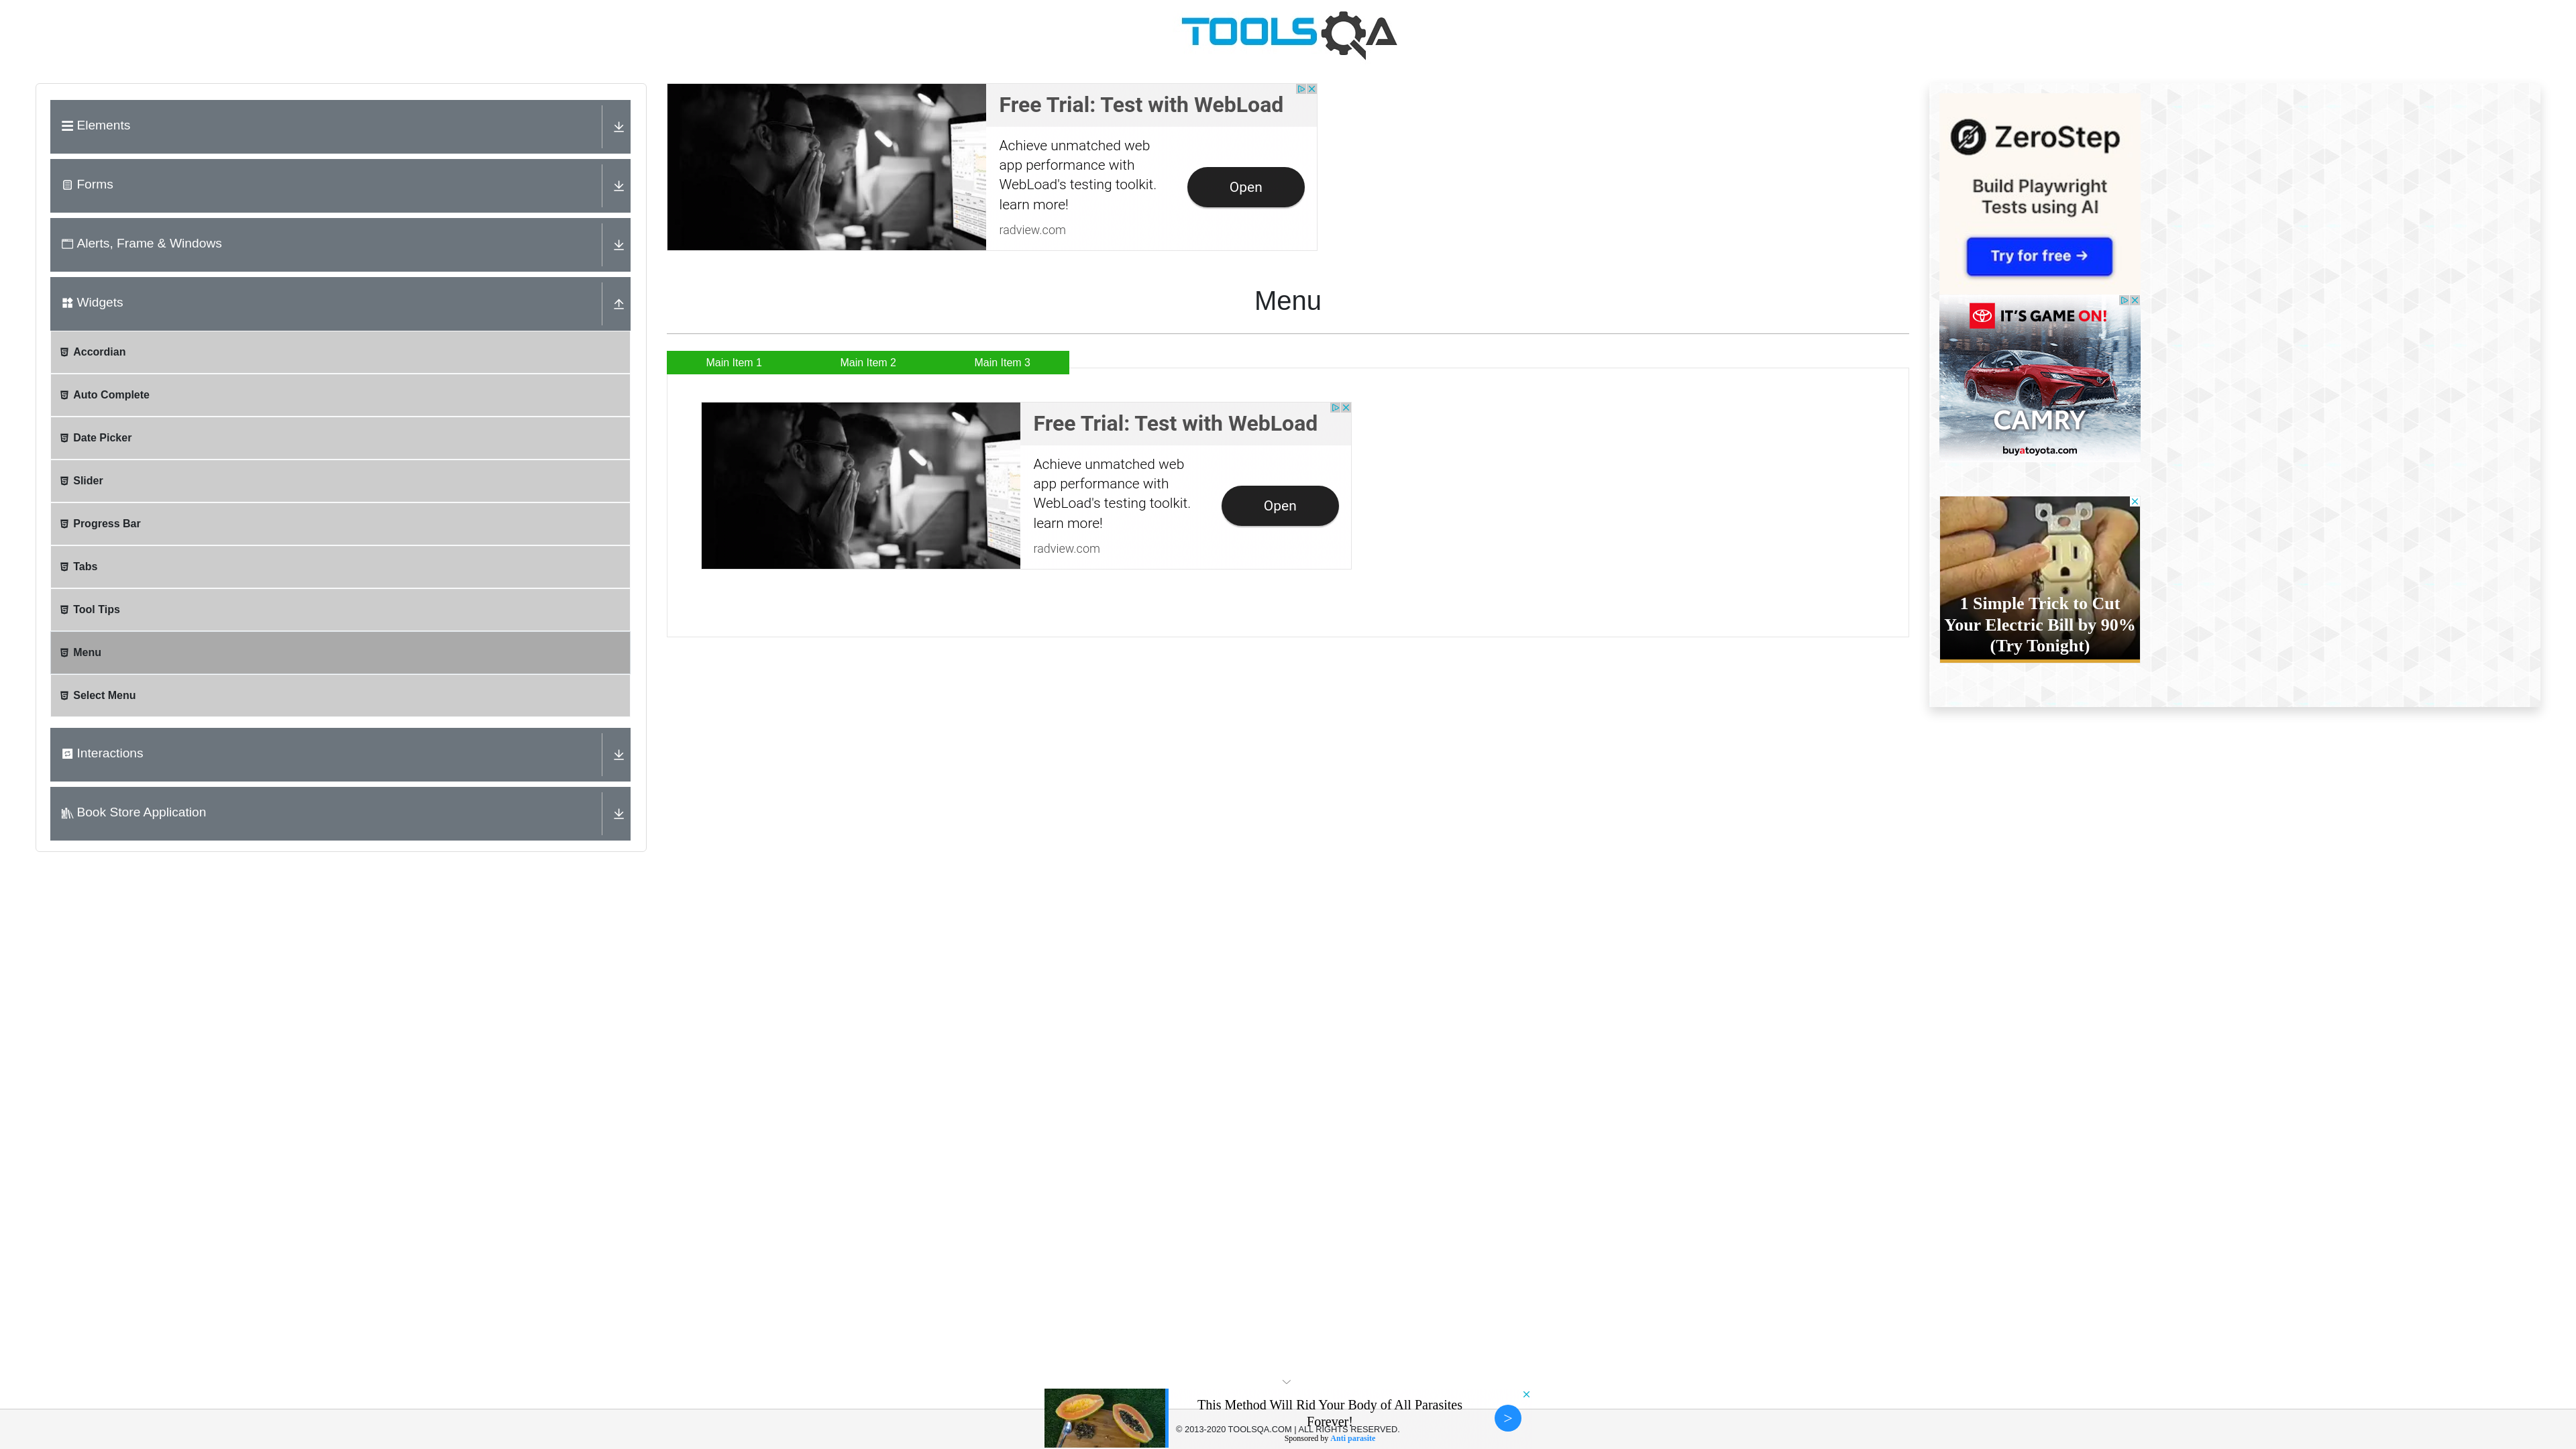 TOOLSQA
Elements
Forms
Alerts, Frame & Windows
Widgets
Accordian
Auto Complete
Date Picker
Slider
Progress Bar
Tabs
Tool Tips
Menu
Select Menu
Interactions
Book Store Application
Free Trial: Test with WebLoad
Achieve unmatched web
app performance with
WebLoad's testing toolkit.
learn more!
radview.com
Open
Menu
Main Item 1
Main Item 2
Main Item 3
Free Trial: Test with WebLoad
Achieve unmatched web
app performance with
WebLoad's testing toolkit.
learn more!
radview.com
Open
ZeroStep
Build Playwright
Tests using AI
Try for free →
IT'S GAME ON!
CAMRY
buyatoyota.com
1 Simple Trick to Cut
Your Electric Bill by 90%
(Try Tonight)
This Method Will Rid Your Body of All Parasites
Forever!
© 2013-2020 TOOLSQA.COM | ALL RIGHTS RESERVED.
Sponsored by Anti parasite
>